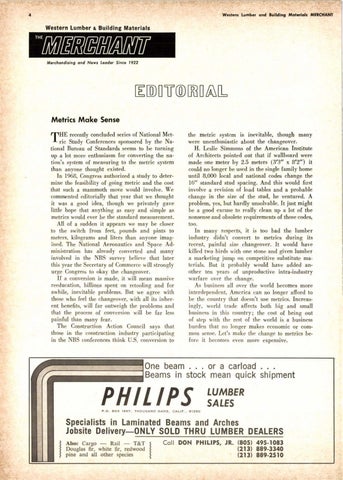 4
Western Lumber and Building Materials MERCHANT
Western Lumber & Building Materials
THE MERCHANT
Merchandising and News Leader Since 1922
EDITORIAL
Metrics Make Sense
THE recently concluded series of National Met-
ric Study Conferences sponsored by the Na-
tional Bureau of Standards seems to be turning
up a lot more enthusiasm for converting the na-
tion's system of measuring to the metric system
than anyone thought existed.
In 1968, Congress authorized a study to deter-
mine the feasibility of going metric and the cost
that such a mammoth move would involve. We
commented editorially that year that we thought
it was a good idea, though we privately gave
little hope that anything as easy and simple as
metrics would ever be the standard measurement.
All of a sudden it appears we may be closer
to the switch from feet, pounds and pints to
meters, kilograms and liters than anyone imag-
ined. The National Aeronautics and Space Ad-
ministration has already converted and many
involved in the NBS survey believe that later
this year the Secretary of Commerce will strongly
urge Congress to okay the changeover.
If a conversion is made, it will mean massive
reeducation, billions spent on retooling and for
awhile, inevitable problems. But we agree with
those who feel the changeover, with all its inher-
ent benefits, will far outweigh the problems and
that the process of conversion will be far less
painful than many fear.
The Construction Action Council says that
those in the construction industry participating
in the NBS conferences think U.S. conversion to
the metric system is inevitable, though many
were unenthusiastic about the changeover.
H. Leslie Simmons of the American Institute
of Architects pointed out that if wallboard were
made one meter by 2.5 meters (3'3" x 8'2") it
could no longer be used in the single family home
until 8,000 local and national codes change the
16" standard stud spacing. And this would first
involve a revision of load tables and a probable
change in the size of the stud, he ventured. A
problem, yes, but hardly unsolvable. It just might
be a good excuse to really clean up a lot of the
nonsense and obsolete requirements of these codes,
too.
In many respects, it is too bad the lumber
industry didn't convert to metrics during its
recent, painful size changeover. It would have
killed two birds with one stone and given lumber
a marketing jump on competitive substitute ma-
terials. But it probably would have added an-
other ten years of unproductive intra-industry
warfare over the change.
As business all over the world becomes more
interdependent, America can no longer afford to
be the country that doesn't use metrics. Increas-
ingly, world trade affects both big and small
business in this country; the cost of being out
of step with the rest of the world is a business
burden that no longer makes economic or com-
mon sense. Let's make the change to metrics be-
fore it becomes even more expensive.
One beam . . . or a carload . . .
Beams in stock mean quick shipment
PHILIPS LUMBER SALES
P.O. BOX 1407, THOUSAND OAKS, CALIF. 91360
Specialists in Laminated Beams and Arches
Jobsite Delivery—ONLY SOLD THRU LUMBER DEALERS
Also: Cargo — Rail — T&T
Douglas fir, white fir, redwood
pine and all other species
Call DON PHILIPS, JR. (805) 495-1083
(213) 889-3340
(213) 889-2510